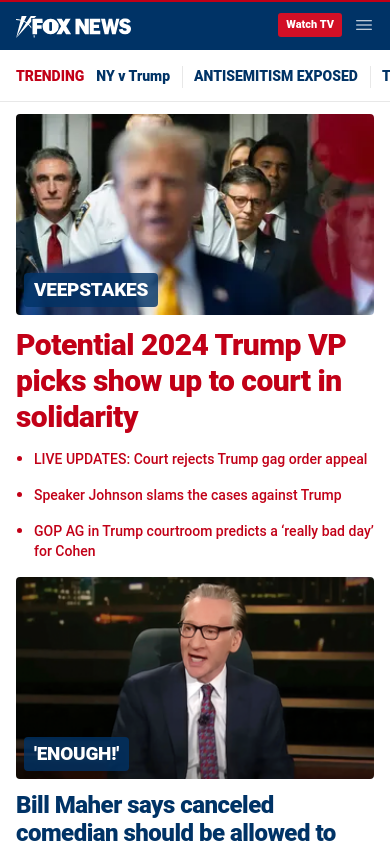 FOX NEWS
Watch TV
TRENDING NY v Trump ANTISEMITISM EXPOSED T
VEEPSTAKES
Potential 2024 Trump VP
picks show up to court in
solidarity
• LIVE UPDATES: Court rejects Trump gag order appeal
• Speaker Johnson slams the cases against Trump
• GOP AG in Trump courtroom predicts a ‘really bad day’
for Cohen
'ENOUGH!'
Bill Maher says canceled
comedian should be allowed to